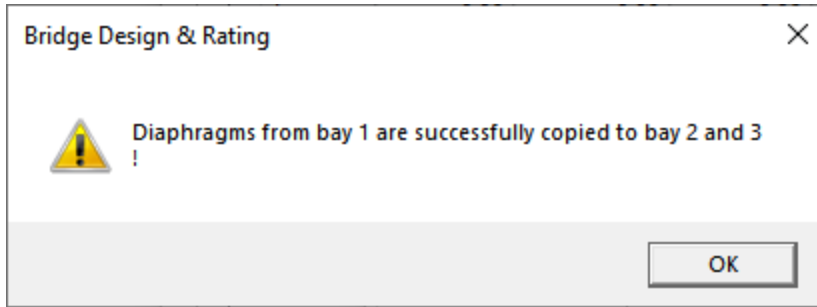 Bridge Design & Rating
Diaphragms from bay 1 are successfully copied to bay 2 and 3
!
OK